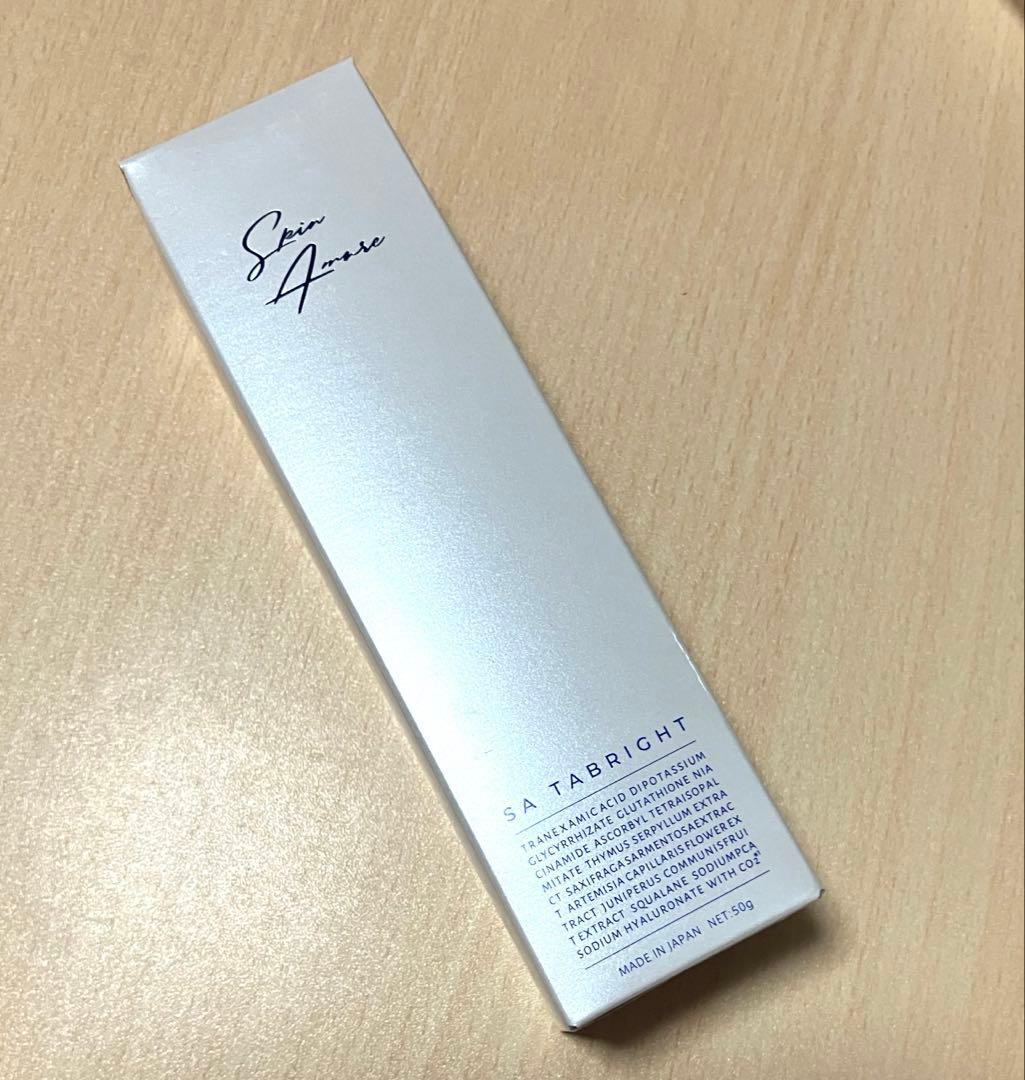 Skin
Amore
SA TABRIGHT
TRANEXAMIC ACID DIPOTASSIUM
GLYCYRRHIZATE GLUTATHIONE NIA
CINAMIDE ASCORBYL TETRAISOPAL
MITATE THYMUS SERPYLLUM EXTRA
CT SAXIFRAGA SARMENTOSA EXTRAC
T ARTEMISIA CAPILLARIS FLOWER EX
TRACT JUNIPERUS COMMUNIS FRUI
T EXTRACT SQUALANE SODIUM PCA
SODIUM HYALURONATE WITH CO2*
MADE IN JAPAN NET:50g